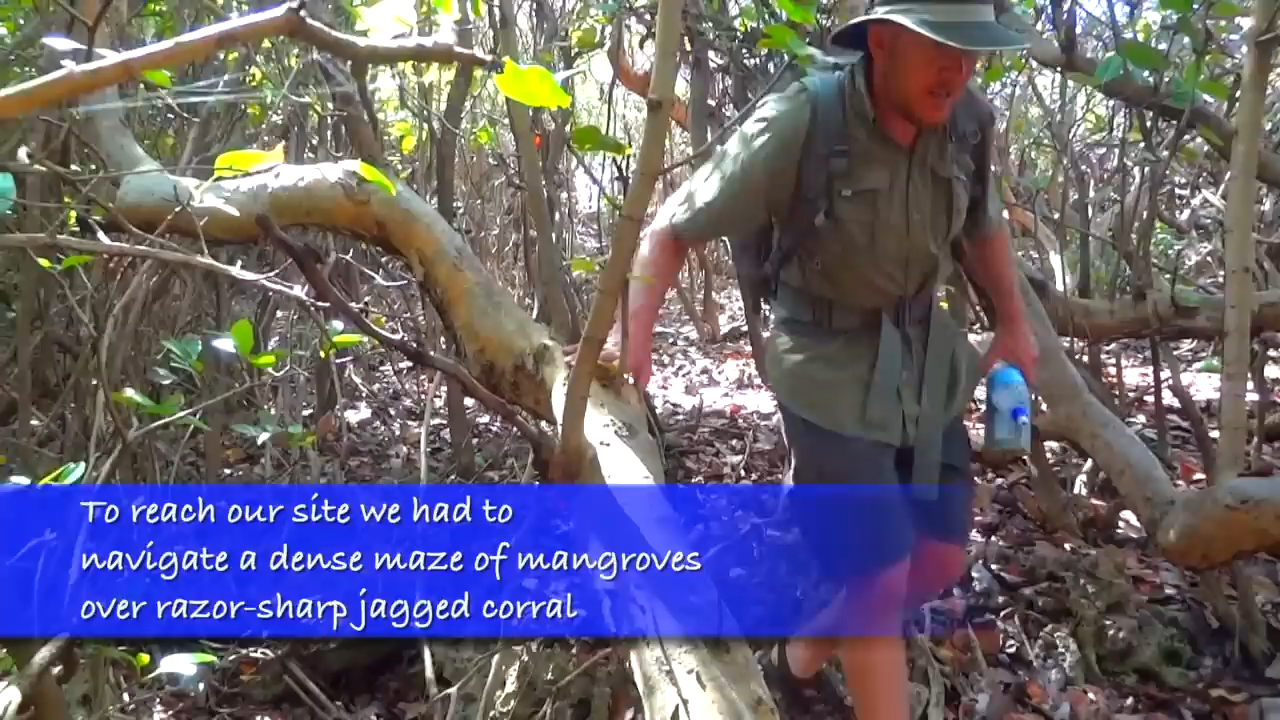 To reach our site we had to
navigate a dense maze of mangroves
over razor-sharp jagged corral